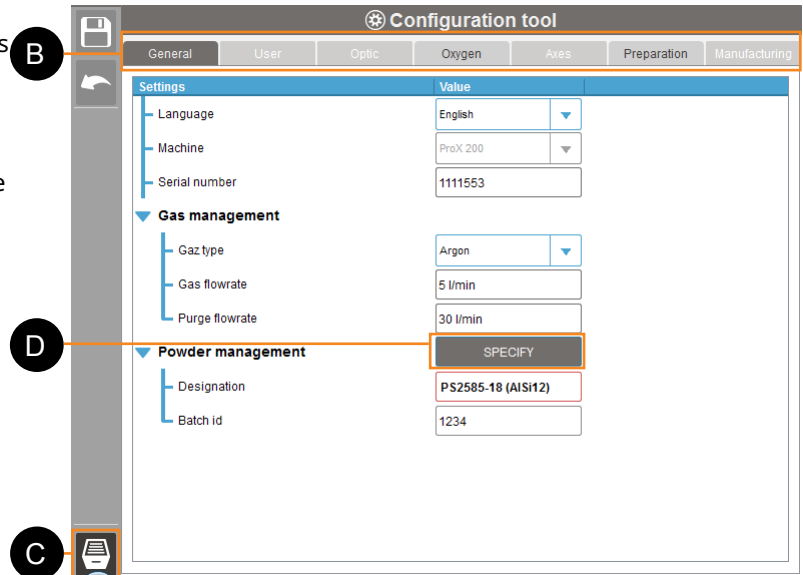 Configuration tool
s
B
General User Optic Oxygen Axes Preparation Manufacturing
Settings Value
Language English
Machine ProX 200
e
Serial number 1111553
Gas management
Gaz type Argon
Gas flowrate 5 l/min
Purge flowrate 30 l/min
D
Powder management SPECIFY
Designation PS2585-18 (AlSi12)
Batch id 1234
C